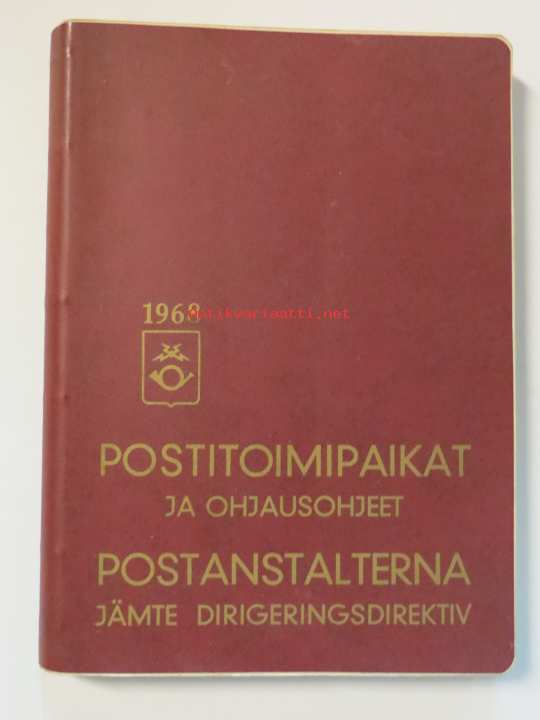 1968
antikvariaatti.net
POSTITOIMIPAIKAT
JA OHJAUSOHJEET
POSTANSTALTERNA
JÄMTE DIRIGERINGSDIREKTIV